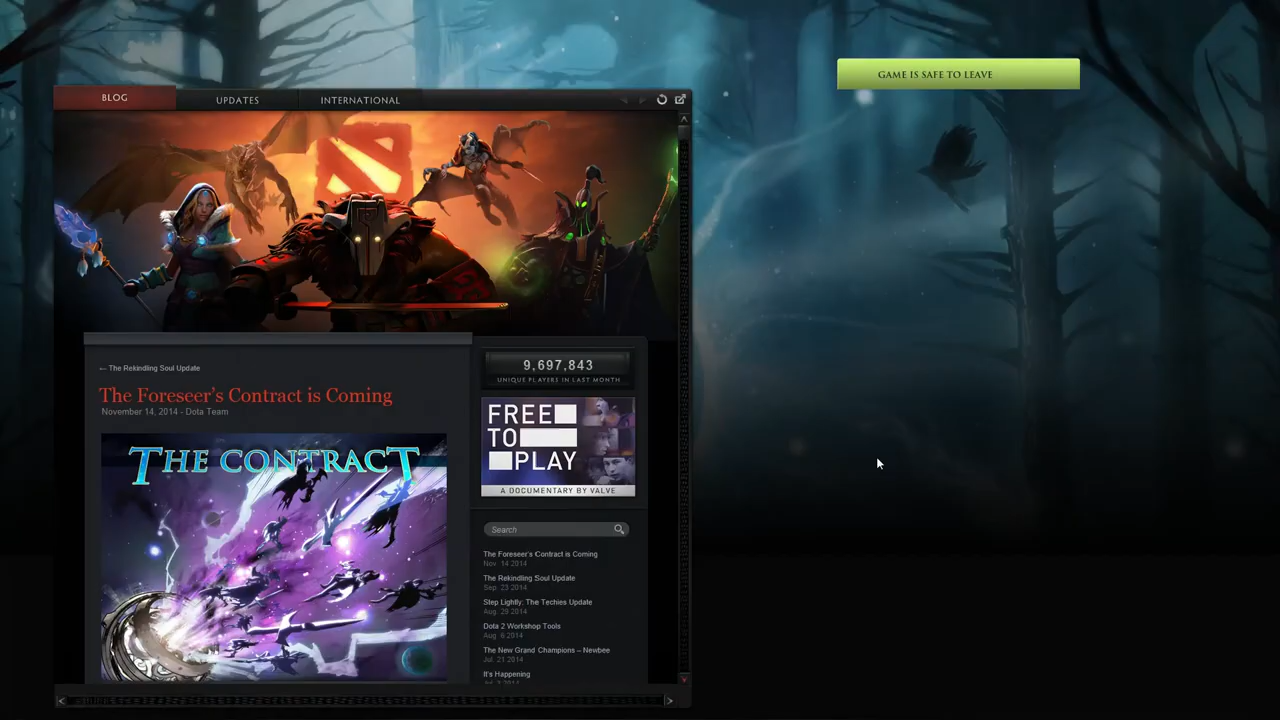 GAME IS SAFE TO LEAVE
BLOG
UPDATES
INTERNATIONAL
← The Rekindling Soul Update
The Foreseer's Contract is Coming
November 14, 2014 - Dota Team
THE CONTRACT
9,697,843
UNIQUE PLAYERS IN LAST MONTH
FREE
TO
PLAY
A DOCUMENTARY BY VALVE
Search
The Foreseer's Contract is Coming
Nov. 14 2014
The Rekindling Soul Update
Sep. 23 2014
Step Lightly: The Techies Update
Aug. 29 2014
Dota 2 Workshop Tools
Aug. 6 2014
The New Grand Champions – Newbee
Jul. 21 2014
It's Happening